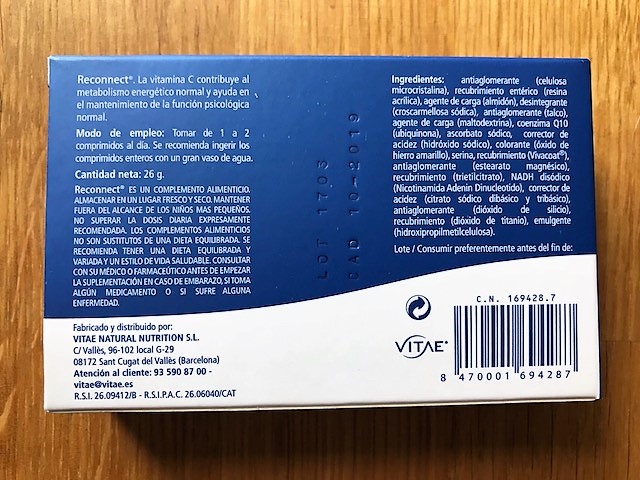 Reconnect®. La vitamina C contribuye al
metabolismo energético normal y ayuda en
el mantenimiento de la función psicológica
normal.
Modo de empleo: Tomar de 1 a 2
comprimidos al día. Se recomienda ingerir los
comprimidos enteros con un gran vaso de agua.
Cantidad neta: 26 g.
Reconnect® ES UN COMPLEMENTO ALIMENTICIO.
ALMACENAR EN UN LUGAR FRESCO Y SECO. MANTENER
FUERA DEL ALCANCE DE LOS NIÑOS MAS PEQUEÑOS.
NO SUPERAR LA DOSIS DIARIA EXPRESAMENTE
RECOMENDADA. LOS COMPLEMENTOS ALIMENTICIOS
NO SON SUSTITUTOS DE UNA DIETA EQUILIBRADA. SE
RECOMIENDA TENER UNA DIETA EQUILIBRADA Y
VARIADA Y UN ESTILO DE VIDA SALUDABLE. CONSULTAR
CON SU MÉDICO O FARMACEÚTICO ANTES DE EMPEZAR
LA SUPLEMENTACIÓN EN CASO DE EMBARAZO, SI TOMA
ALGÚN MEDICAMENTO O SI SUFRE ALGUNA
ENFERMEDAD.
Fabricado y distribuido por:
VITAE NATURAL NUTRITION S.L.
C/ Vallès, 96-102 local G-29
08172 Sant Cugat del Vallès (Barcelona)
Atención al cliente: 93 590 87 00 -
vitae@vitae.es
R.S.I. 26.09412/B - R.S.I.P.A.C. 26.06040/CAT
LOT 1703
CAD 10-2019
Ingredientes: antiaglomerante (celulosa
microcristalina), recubrimiento entérico (resina
acrílica), agente de carga (almidón), desintegrante
(croscarmellosa sódica), antiaglomerante (talco),
agente de carga (maltodextrina), coenzima Q10
(ubiquinona), ascorbato sódico, corrector de
acidez (hidróxido sódico), colorante (óxido de
hierro amarillo), serina, recubrimiento (Vivacoat®),
antiaglomerante (estearato magnésico),
recubrimiento (trietilcitrato), NADH disódico
(Nicotinamida Adenin Dinucleotido), corrector de
acidez (citrato sódico dibásico y tribásico),
antiaglomerante (dióxido de silicio),
recubrimiento (dióxido de titanio), emulgente
(hidroxipropilmetilcelulosa).
Lote / Consumir preferentemente antes del fin de:
VITAE®
C.N. 169428.7
8 470001 694287